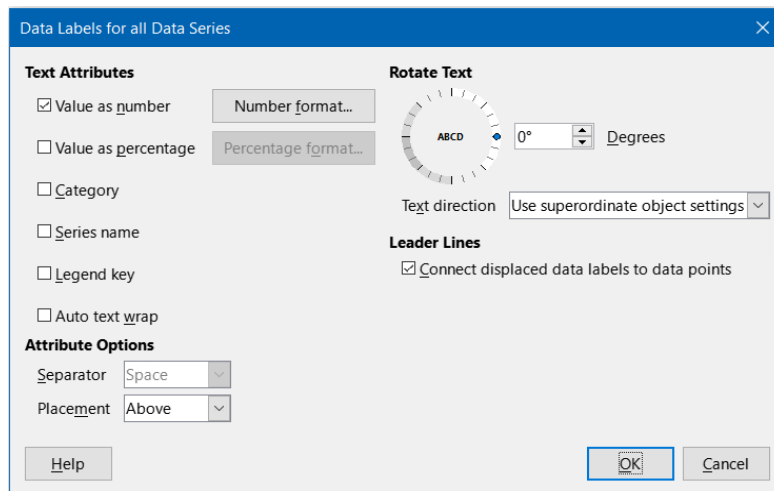 Data Labels for all Data Series
Text Attributes
Value as number
Number format...
Value as percentage
Percentage format...
Category
Series name
Legend key
Auto text wrap
Attribute Options
Separator
Space
Placement
Above
Rotate Text
ABCD
0°
Degrees
Text direction
Use superordinate object settings
Leader Lines
Connect displaced data labels to data points
Help
OK
Cancel